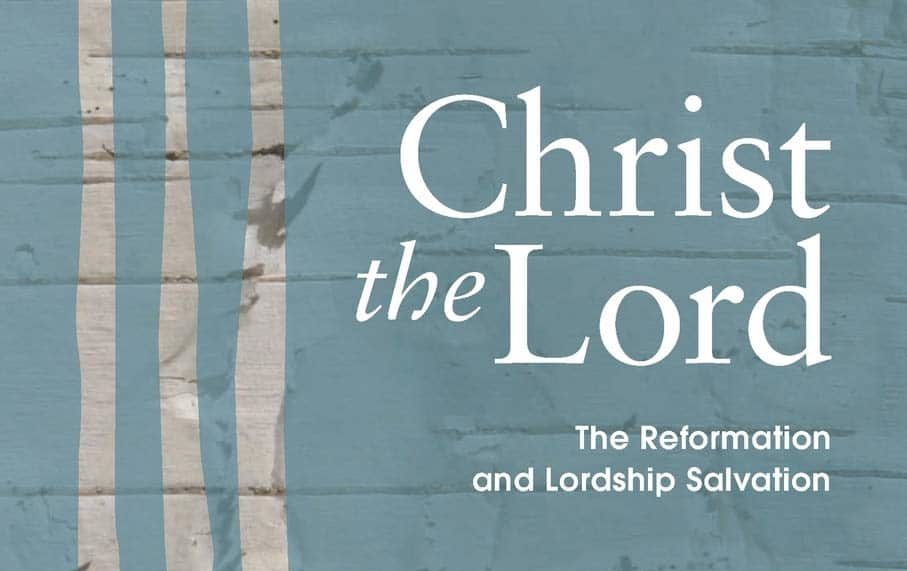 Christ
the Lord
The Reformation
and Lordship Salvation